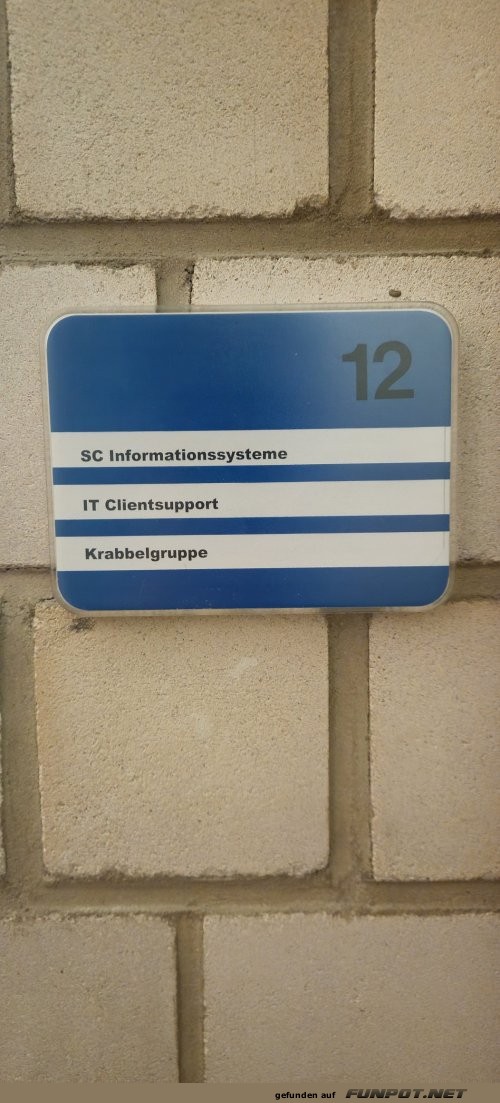 12
SC Informationssysteme
IT Clientsupport
Krabbelgruppe
gefunden auf FUNPOT.NET